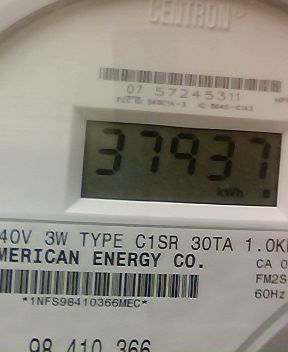 CENTRON
07 57245311
37937
kWh
40V 3W TYPE C1SR 30TA 1.0K
MERICAN ENERGY CO.
CA 0
FM2S
60Hz
*1NFS98410366MEC*
98 410 366